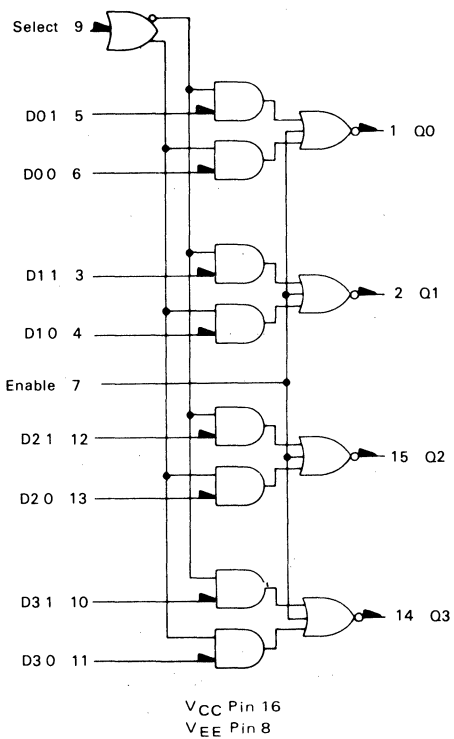 Select 9
D0 1 5
1 Q0
D0 0 6
D1 1 3
2 Q1
D1 0 4
Enable 7
D2 1 12
15 Q2
D2 0 13
D3 1 10
14 Q3
D3 0 11
VCC Pin 16
VEE Pin 8